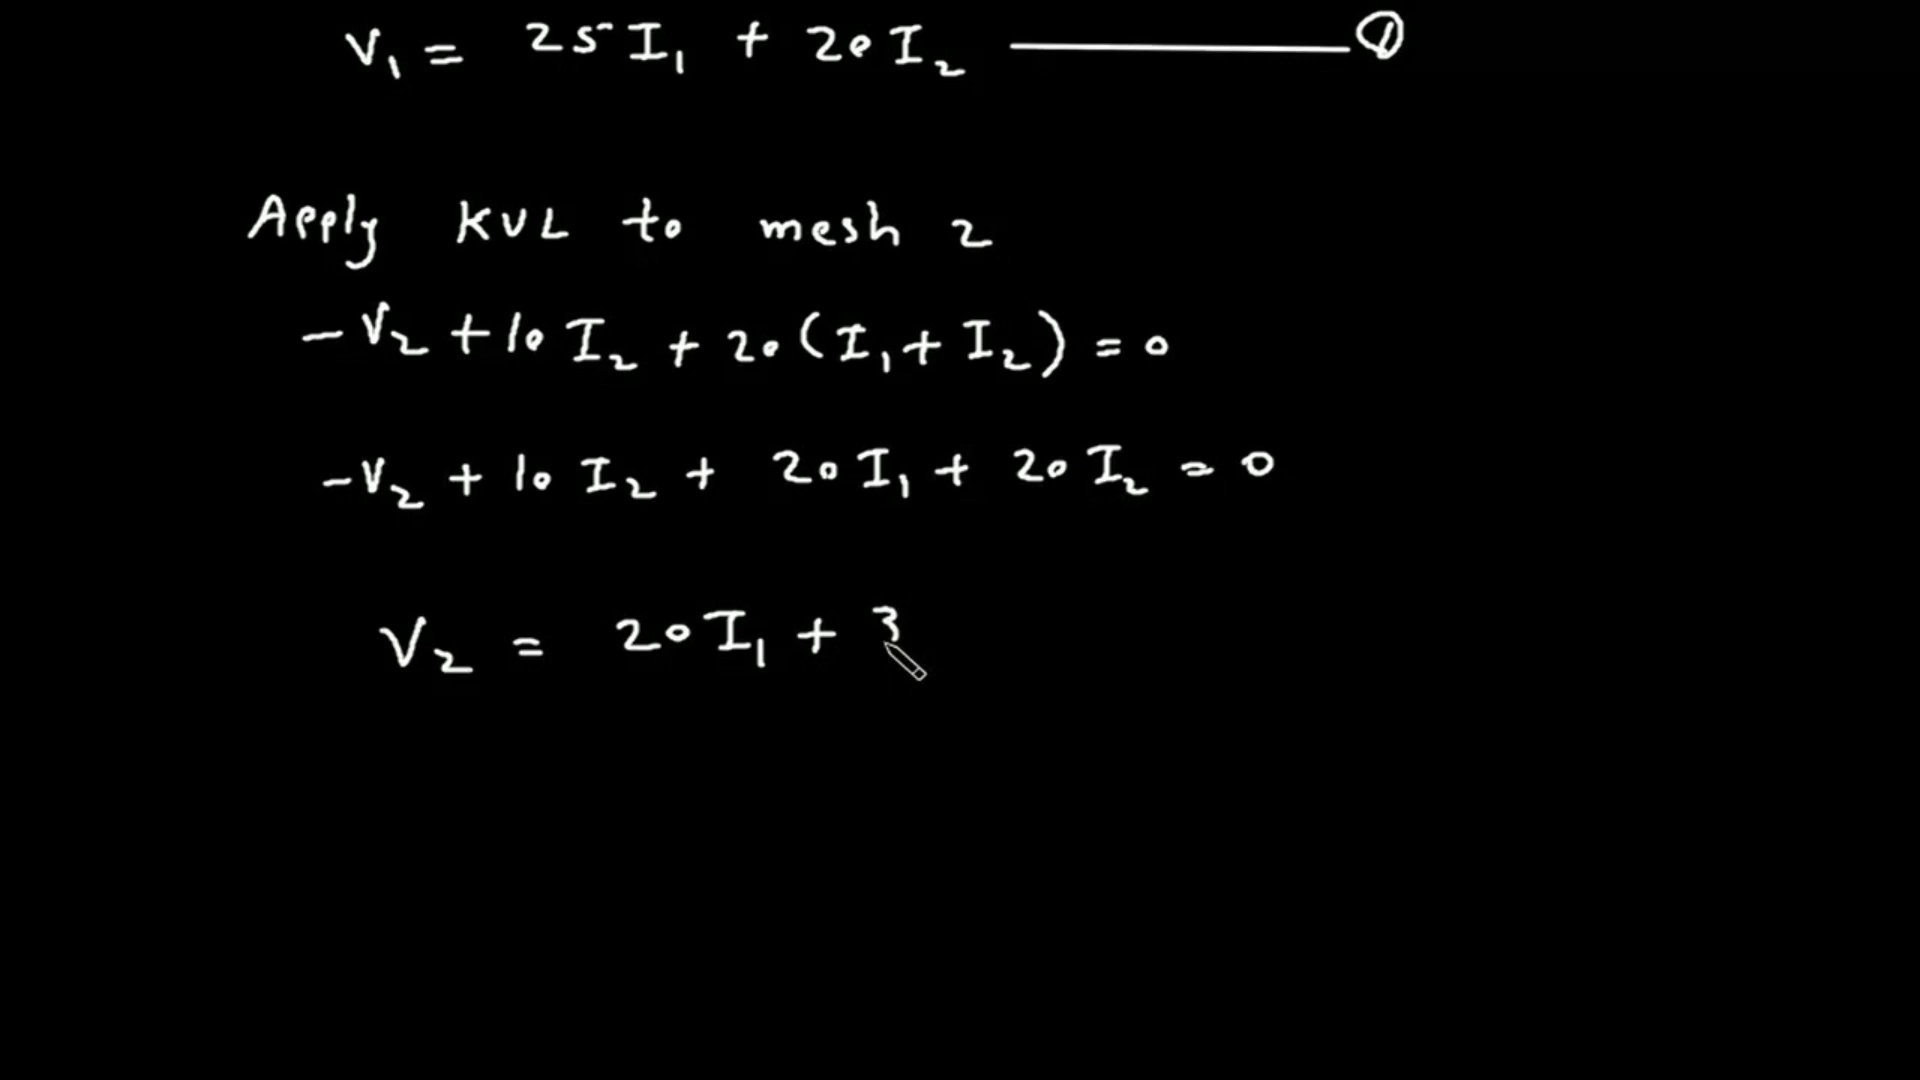 V₁ = 25 I₁ + 20 I₂ ——— ①
Apply KVL to mesh 2
-V₂ + 10 I₂ + 20 (I₁ + I₂) = 0
-V₂ + 10 I₂ + 20 I₁ + 20 I₂ = 0
V₂ = 20 I₁ + 3